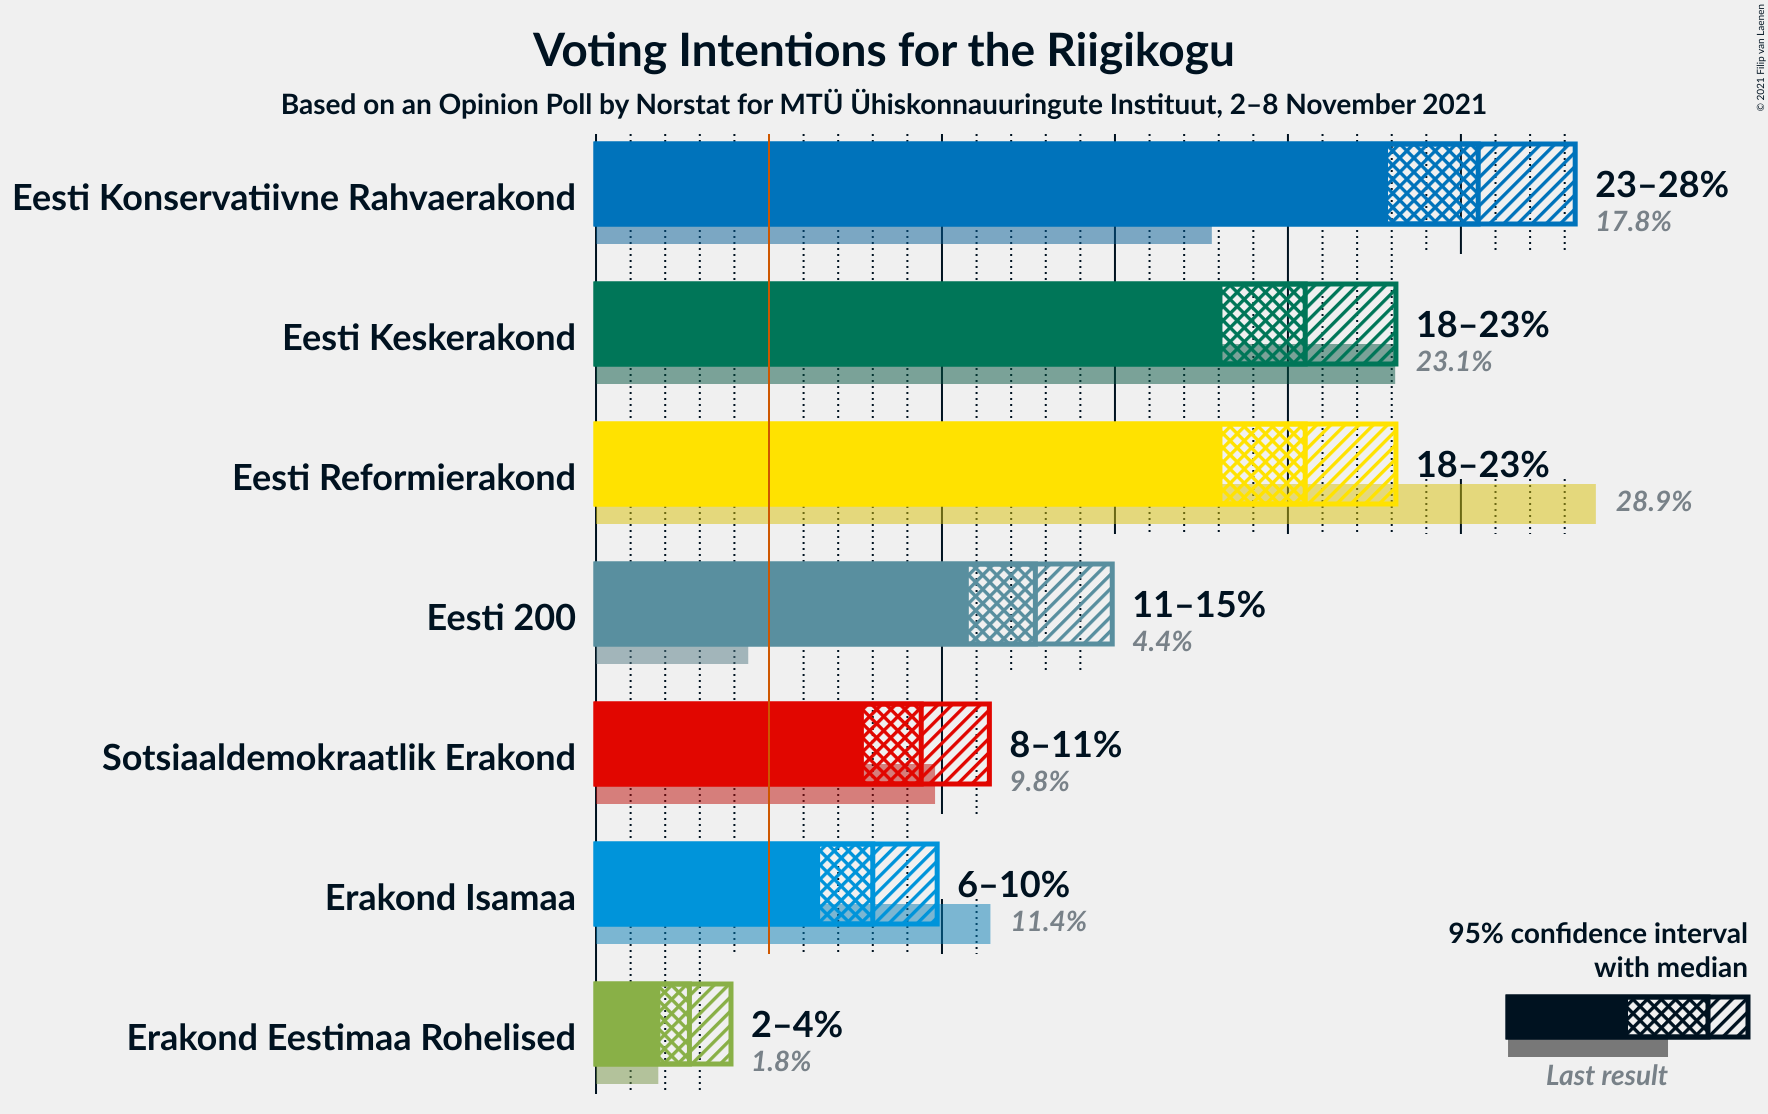 Voting Intentions for the Riigikogu
Based on an Opinion Poll by Norstat for MTÜ Ühiskonnauuringute Instituut, 2–8 November 2021
© 2021 Filip van Laenen
Eesti Konservatiivne Rahvaerakond
23–28%
17.8%
Eesti Keskerakond
18–23%
23.1%
Eesti Reformierakond
18–23%
28.9%
Eesti 200
11–15%
4.4%
Sotsiaaldemokraatlik Erakond
8–11%
9.8%
Erakond Isamaa
6–10%
11.4%
Erakond Eestimaa Rohelised
2–4%
1.8%
95% confidence interval
with median
Last result